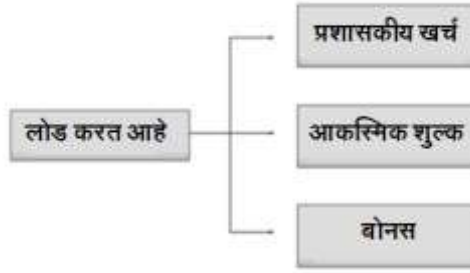 प्रशासकीय खर्च
लोड करत आहे
आकस्मिक शुल्क
बोनस